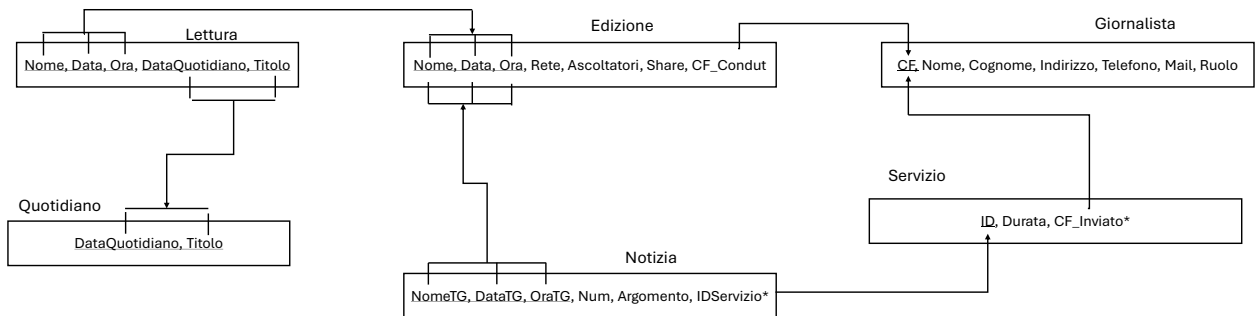 Lettura
Edizione
Giornalista
Nome, Data, Ora, DataQuotidiano, Titolo
Nome, Data, Ora, Rete, Ascoltatori, Share, CF_Condut
CF, Nome, Cognome, Indirizzo, Telefono, Mail, Ruolo
Servizio
Quotidiano
ID, Durata, CF_Inviato*
DataQuotidiano, Titolo
Notizia
NomeTG, DataTG, OraTG, Num, Argomento, IDServizio*